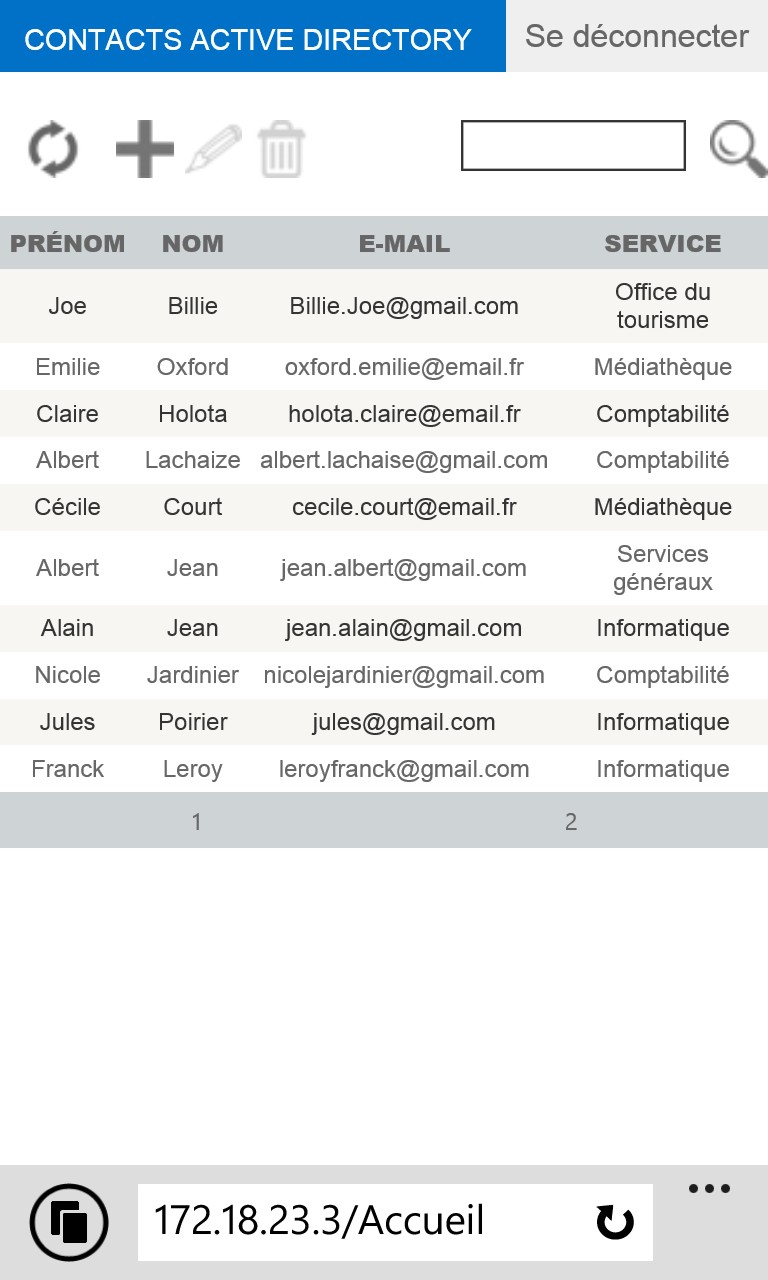 CONTACTS ACTIVE DIRECTORY Se déconnecter
PRÉNOM NOM E-MAIL SERVICE
Joe Billie Billie.Joe@gmail.com Office du tourisme
Emilie Oxford oxford.emilie@email.fr Médiathèque
Claire Holota holota.claire@email.fr Comptabilité
Albert Lachaize albert.lachaise@gmail.com Comptabilité
Cécile Court cecile.court@email.fr Médiathèque
Albert Jean jean.albert@gmail.com Services généraux
Alain Jean jean.alain@gmail.com Informatique
Nicole Jardinier nicolejardinier@gmail.com Comptabilité
Jules Poirier jules@gmail.com Informatique
Franck Leroy leroyfranck@gmail.com Informatique
1 2
172.18.23.3/Accueil